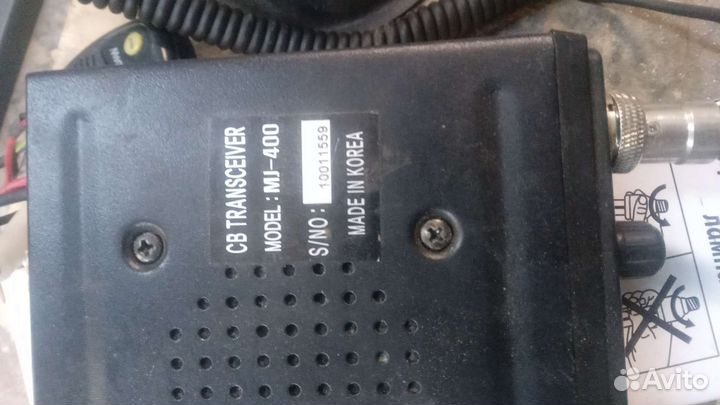 CB TRANSCEIVER
MODEL: MJ-400
S/NO: 10011559
MADE IN KOREA
Avito